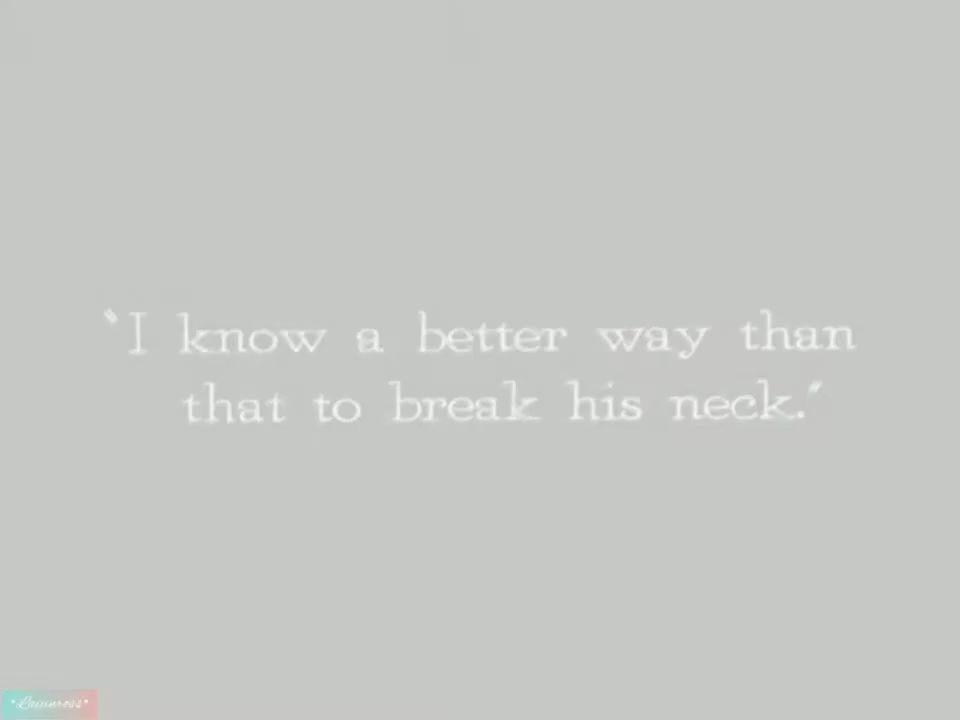 "I know a better way than
that to break his neck."